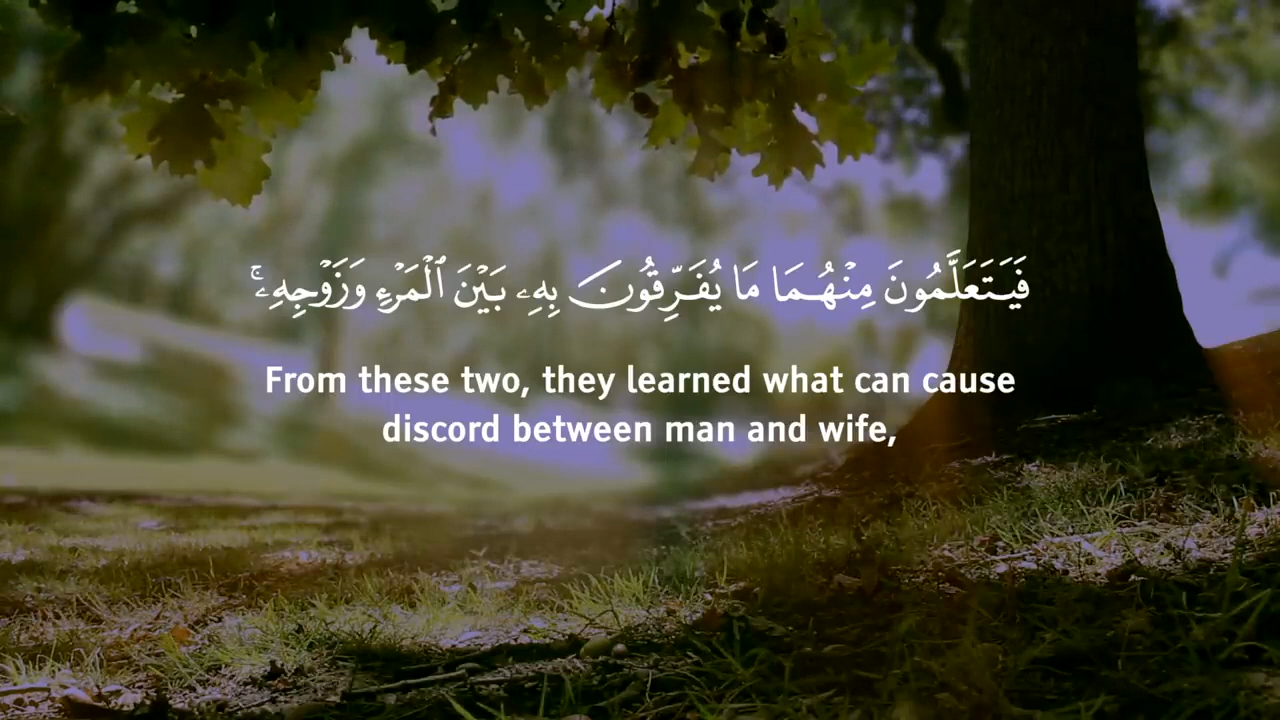 فَيَتَعَلَّمُونَ مِنْهُمَا مَا يُفَرِّقُونَ بِهِۦ بَيْنَ ٱلْمَرْءِ وَزَوْجِهِۦ ۚ
From these two, they learned what can cause
discord between man and wife,